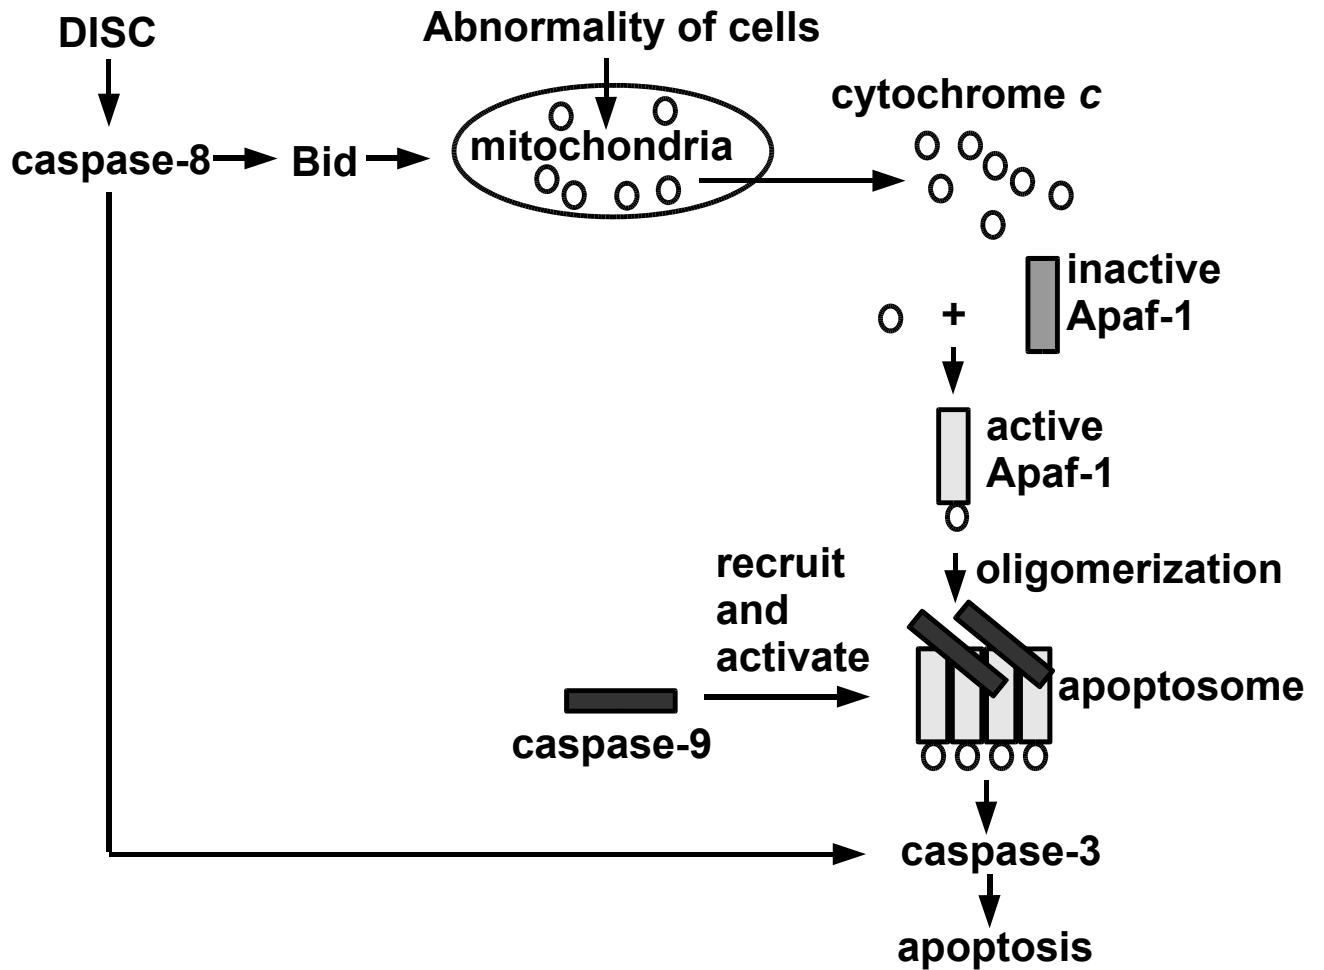 DISC
Abnormality of cells
cytochrome c
caspase-8
Bid
mitochondria
inactive
Apaf-1
+
active
Apaf-1
oligomerization
recruit
and
activate
apoptosome
caspase-9
caspase-3
apoptosis